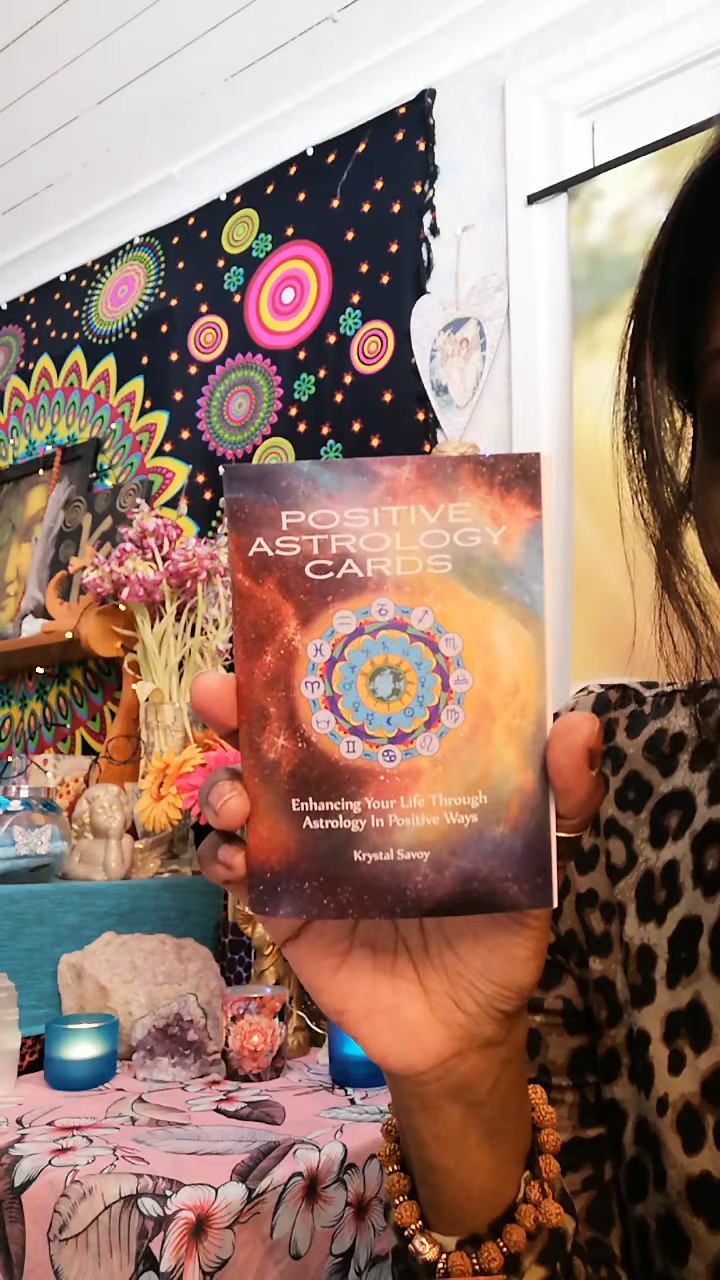 POSITIVE
ASTROLOGY
CARDS
Enhancing Your Life Through
Astrology In Positive Ways
Krystal Savoy